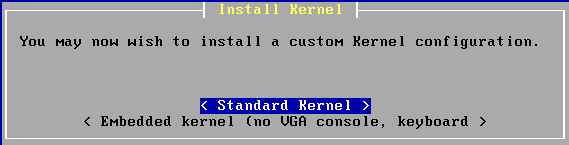 Install Kernel
You may now wish to install a custom Kernel configuration.
< Standard Kernel >
< Embedded kernel (no VGA console, keyboard >